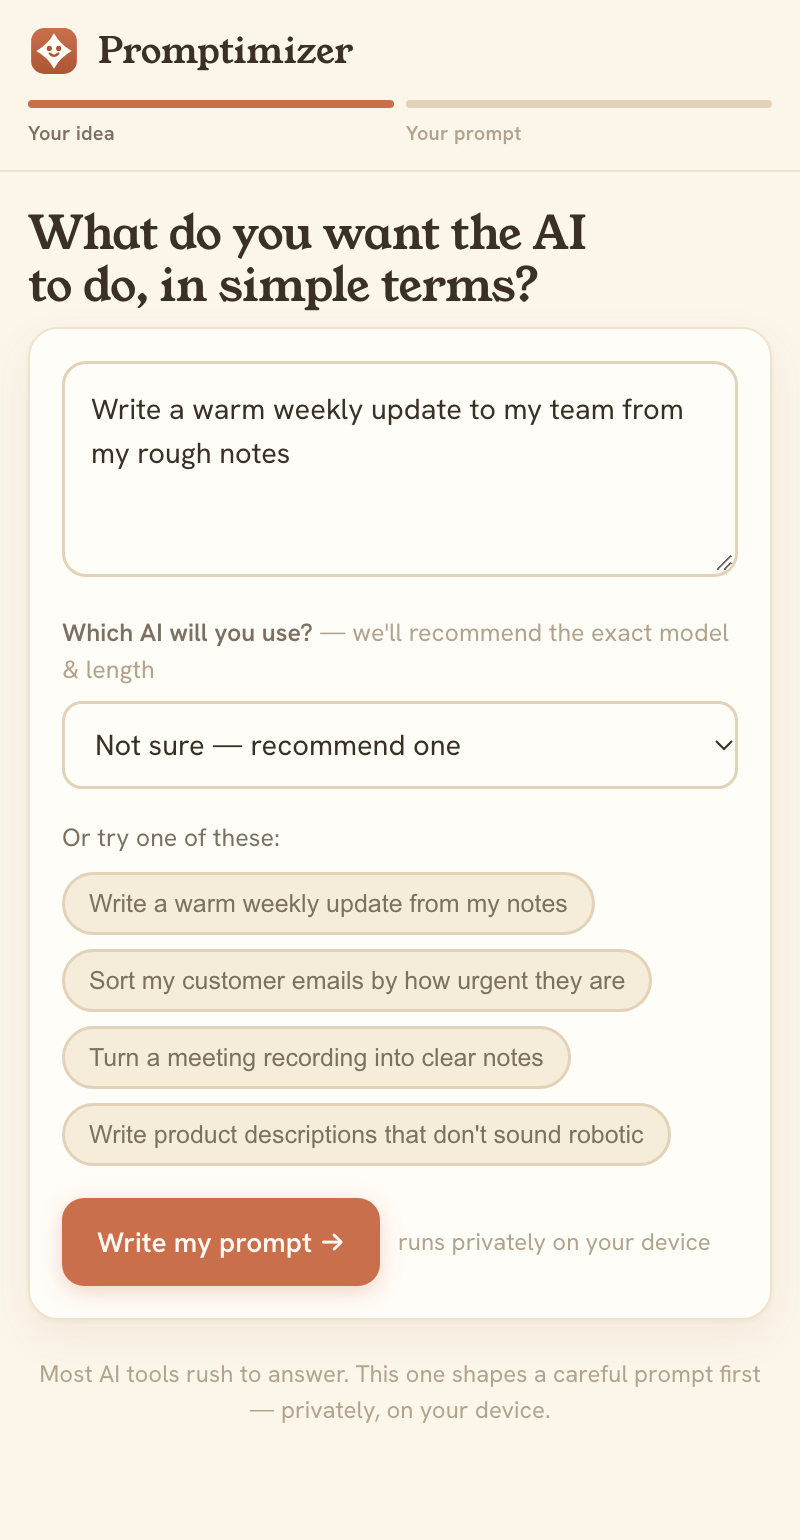 Promptimizer
Your idea
Your prompt
What do you want the AI
to do, in simple terms?
Write a warm weekly update to my team from
my rough notes
Which AI will you use? — we'll recommend the exact model
& length
Not sure — recommend one
Or try one of these:
Write a warm weekly update from my notes
Sort my customer emails by how urgent they are
Turn a meeting recording into clear notes
Write product descriptions that don't sound robotic
Write my prompt →
runs privately on your device
Most AI tools rush to answer. This one shapes a careful prompt first
— privately, on your device.